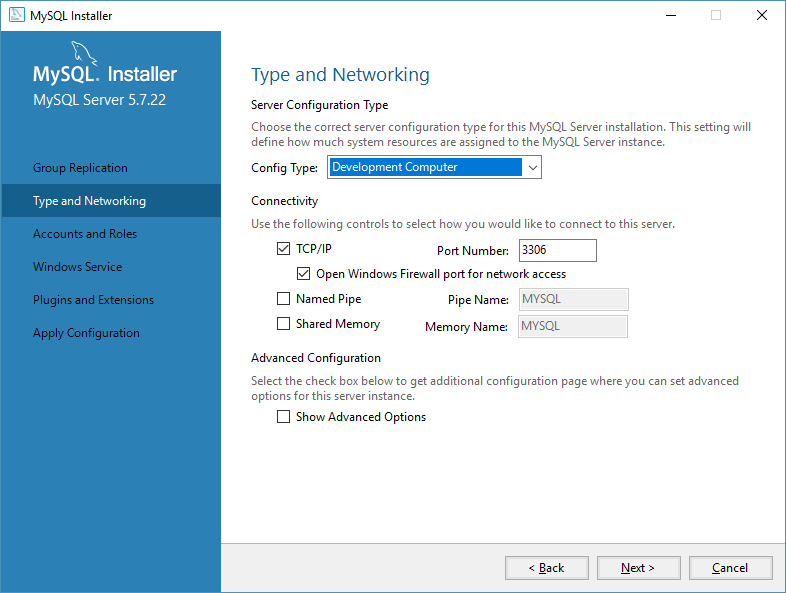 MySQL Installer
MySQL. Installer
MySQL Server 5.7.22
Group Replication
Type and Networking
Accounts and Roles
Windows Service
Plugins and Extensions
Apply Configuration
Type and Networking
Server Configuration Type
Choose the correct server configuration type for this MySQL Server installation. This setting will
define how much system resources are assigned to the MySQL Server instance.
Config Type: Development Computer
Connectivity
Use the following controls to select how you would like to connect to this server.
TCP/IP Port Number: 3306
Open Windows Firewall port for network access
Named Pipe Pipe Name: MYSQL
Shared Memory Memory Name: MYSQL
Advanced Configuration
Select the check box below to get additional configuration page where you can set advanced
options for this server instance.
Show Advanced Options
< Back Next > Cancel